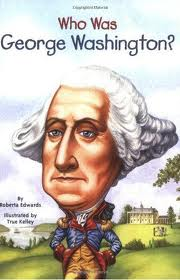 Who Was
George Washington?
By
Roberta Edwards
Illustrated by
True Kelley